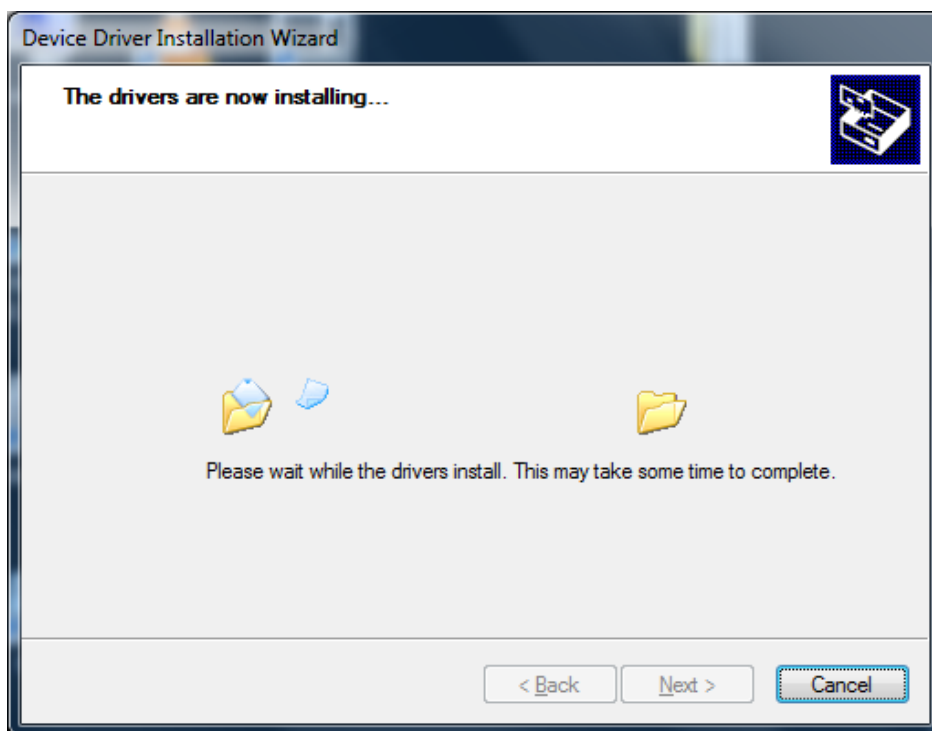 Device Driver Installation Wizard
The drivers are now installing...
Please wait while the drivers install. This may take some time to complete.
< Back
Next >
Cancel